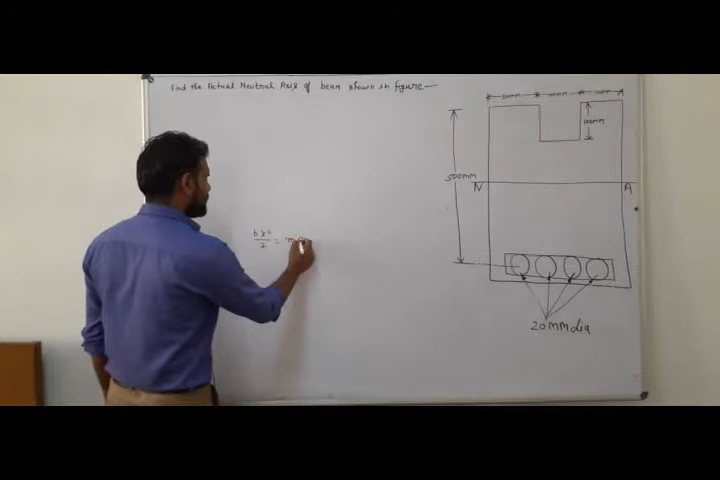 Find the Actual Neutral Axis of beam shown in figure —
100MM
500MM
N
A
bx²
2
=
20MM dia